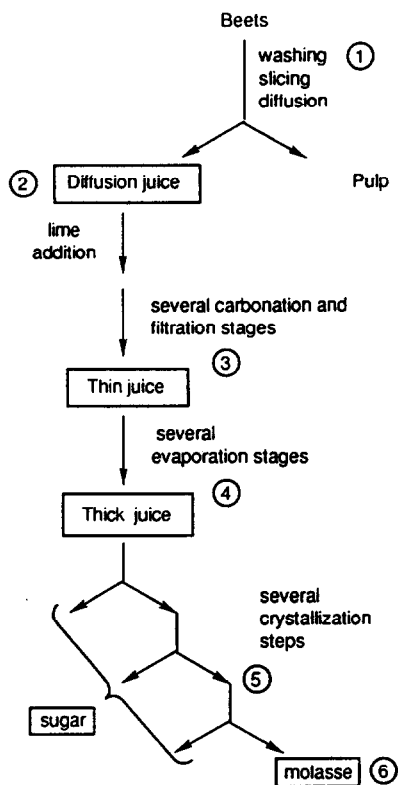 Beets
washing ①
slicing
diffusion
② Diffusion juice
Pulp
lime
addition
several carbonation and
filtration stages
③
Thin juice
several
evaporation stages
④
Thick juice
several
crystallization
steps
⑤
sugar
molasse ⑥